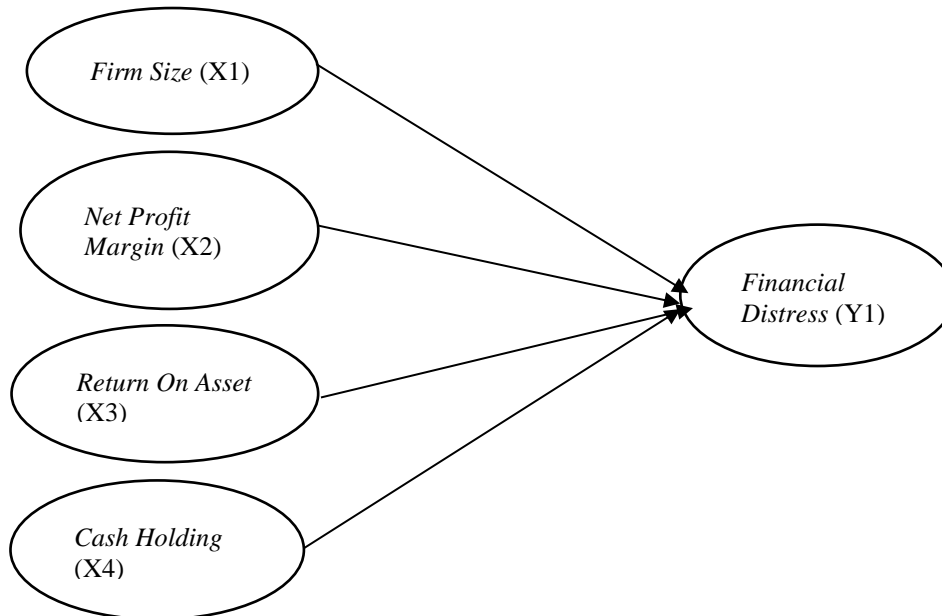 Firm Size (X1)
Net Profit
Margin (X2)
Return On Asset
(X3)
Cash Holding
(X4)
Financial
Distress (Y1)